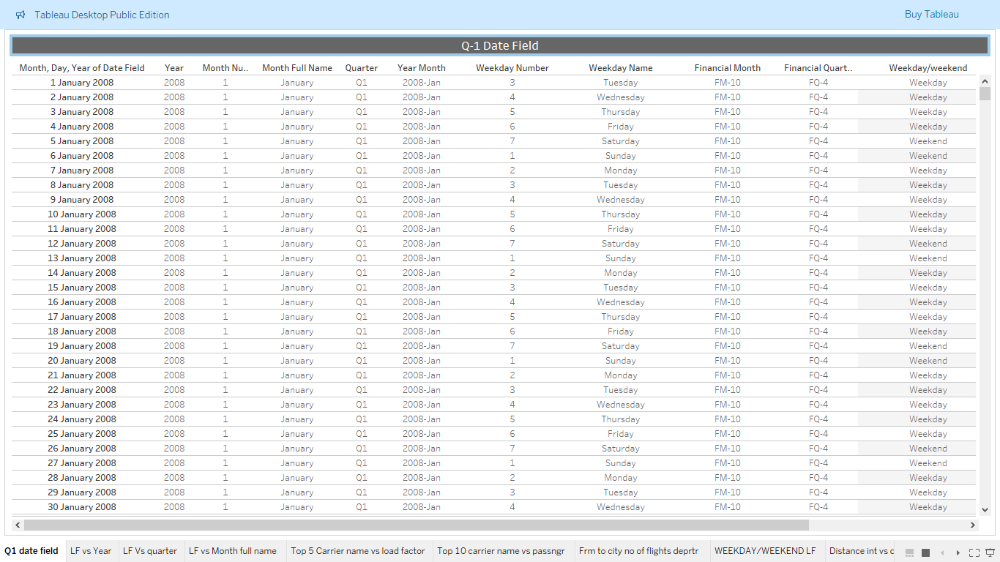 Tableau Desktop Public Edition Buy Tableau
Q-1 Date Field
Month, Day, Year of Date Field Year Month Nu.. Month Full Name Quarter Year Month Weekday Number Weekday Name Financial Month Financial Quart.. Weekday/weekend
1 January 2008 2008 1 January Q1 2008-Jan 3 Tuesday FM-10 FQ-4 Weekday
2 January 2008 2008 1 January Q1 2008-Jan 4 Wednesday FM-10 FQ-4 Weekday
3 January 2008 2008 1 January Q1 2008-Jan 5 Thursday FM-10 FQ-4 Weekday
4 January 2008 2008 1 January Q1 2008-Jan 6 Friday FM-10 FQ-4 Weekday
5 January 2008 2008 1 January Q1 2008-Jan 7 Saturday FM-10 FQ-4 Weekend
6 January 2008 2008 1 January Q1 2008-Jan 1 Sunday FM-10 FQ-4 Weekend
7 January 2008 2008 1 January Q1 2008-Jan 2 Monday FM-10 FQ-4 Weekday
8 January 2008 2008 1 January Q1 2008-Jan 3 Tuesday FM-10 FQ-4 Weekday
9 January 2008 2008 1 January Q1 2008-Jan 4 Wednesday FM-10 FQ-4 Weekday
10 January 2008 2008 1 January Q1 2008-Jan 5 Thursday FM-10 FQ-4 Weekday
11 January 2008 2008 1 January Q1 2008-Jan 6 Friday FM-10 FQ-4 Weekday
12 January 2008 2008 1 January Q1 2008-Jan 7 Saturday FM-10 FQ-4 Weekend
13 January 2008 2008 1 January Q1 2008-Jan 1 Sunday FM-10 FQ-4 Weekend
14 January 2008 2008 1 January Q1 2008-Jan 2 Monday FM-10 FQ-4 Weekday
15 January 2008 2008 1 January Q1 2008-Jan 3 Tuesday FM-10 FQ-4 Weekday
16 January 2008 2008 1 January Q1 2008-Jan 4 Wednesday FM-10 FQ-4 Weekday
17 January 2008 2008 1 January Q1 2008-Jan 5 Thursday FM-10 FQ-4 Weekday
18 January 2008 2008 1 January Q1 2008-Jan 6 Friday FM-10 FQ-4 Weekday
19 January 2008 2008 1 January Q1 2008-Jan 7 Saturday FM-10 FQ-4 Weekend
20 January 2008 2008 1 January Q1 2008-Jan 1 Sunday FM-10 FQ-4 Weekend
21 January 2008 2008 1 January Q1 2008-Jan 2 Monday FM-10 FQ-4 Weekday
22 January 2008 2008 1 January Q1 2008-Jan 3 Tuesday FM-10 FQ-4 Weekday
23 January 2008 2008 1 January Q1 2008-Jan 4 Wednesday FM-10 FQ-4 Weekday
24 January 2008 2008 1 January Q1 2008-Jan 5 Thursday FM-10 FQ-4 Weekday
25 January 2008 2008 1 January Q1 2008-Jan 6 Friday FM-10 FQ-4 Weekday
26 January 2008 2008 1 January Q1 2008-Jan 7 Saturday FM-10 FQ-4 Weekend
27 January 2008 2008 1 January Q1 2008-Jan 1 Sunday FM-10 FQ-4 Weekend
28 January 2008 2008 1 January Q1 2008-Jan 2 Monday FM-10 FQ-4 Weekday
29 January 2008 2008 1 January Q1 2008-Jan 3 Tuesday FM-10 FQ-4 Weekday
30 January 2008 2008 1 January Q1 2008-Jan 4 Wednesday FM-10 FQ-4 Weekday
Q1 date field LF vs Year LF Vs quarter LF vs Month full name Top 5 Carrier name vs load factor Top 10 carrier name vs passngr Frm to city no of flights deprtr WEEKDAY/WEEKEND LF Distance int vs